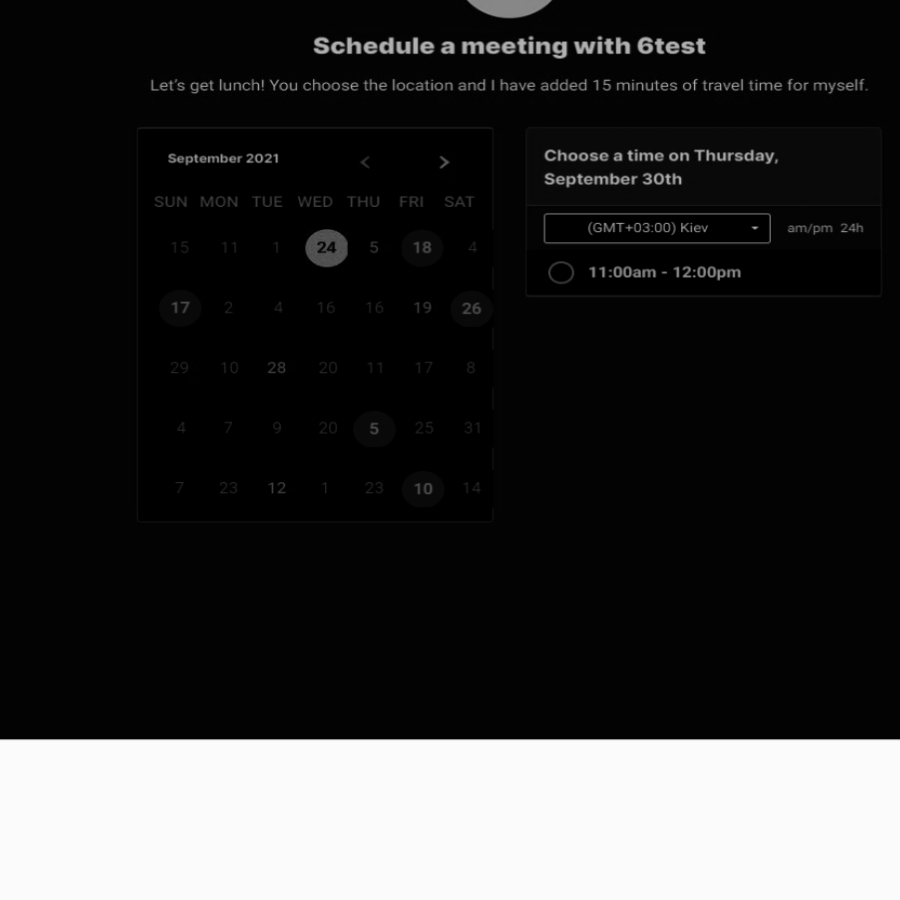 Schedule a meeting with 6test
Let's get lunch! You choose the location and I have added 15 minutes of travel time for myself.
September 2021 < >
SUN MON TUE WED THU FRI SAT
15 11 1 24 5 18 4
17 2 4 16 16 19 26
29 10 28 20 11 17 8
4 7 9 20 5 25 31
7 23 12 1 23 10 14
Choose a time on Thursday,
September 30th
(GMT+03:00) Kiev am/pm 24h
11:00am - 12:00pm